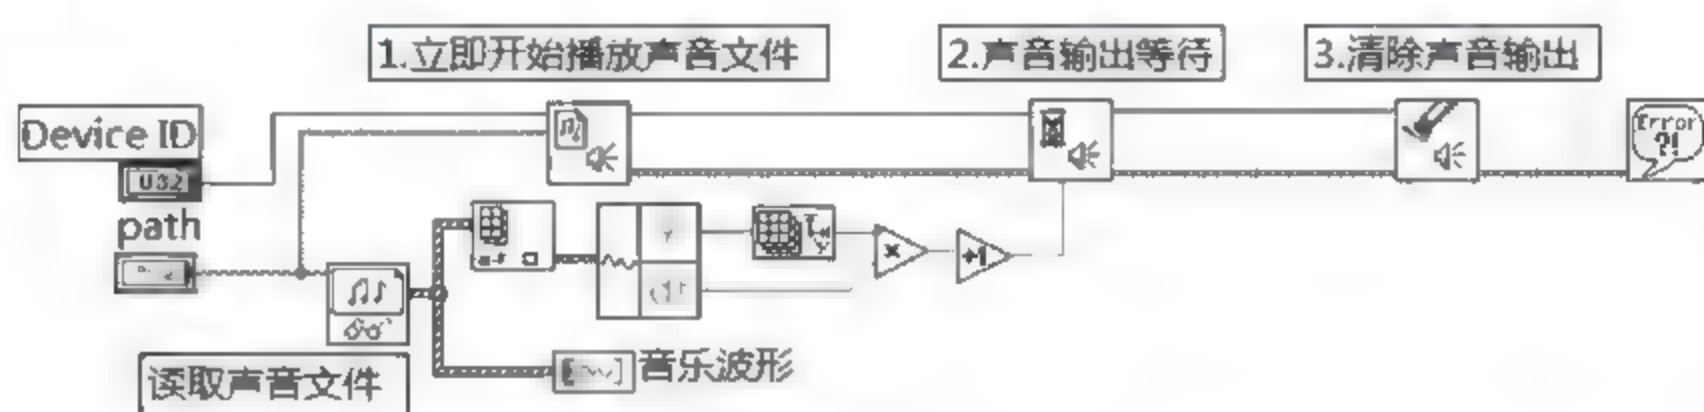 1.立即开始播放声音文件
2.声音输出等待
3.清除声音输出
Device ID
U32
Error
?!
path
+1
音乐波形
读取声音文件